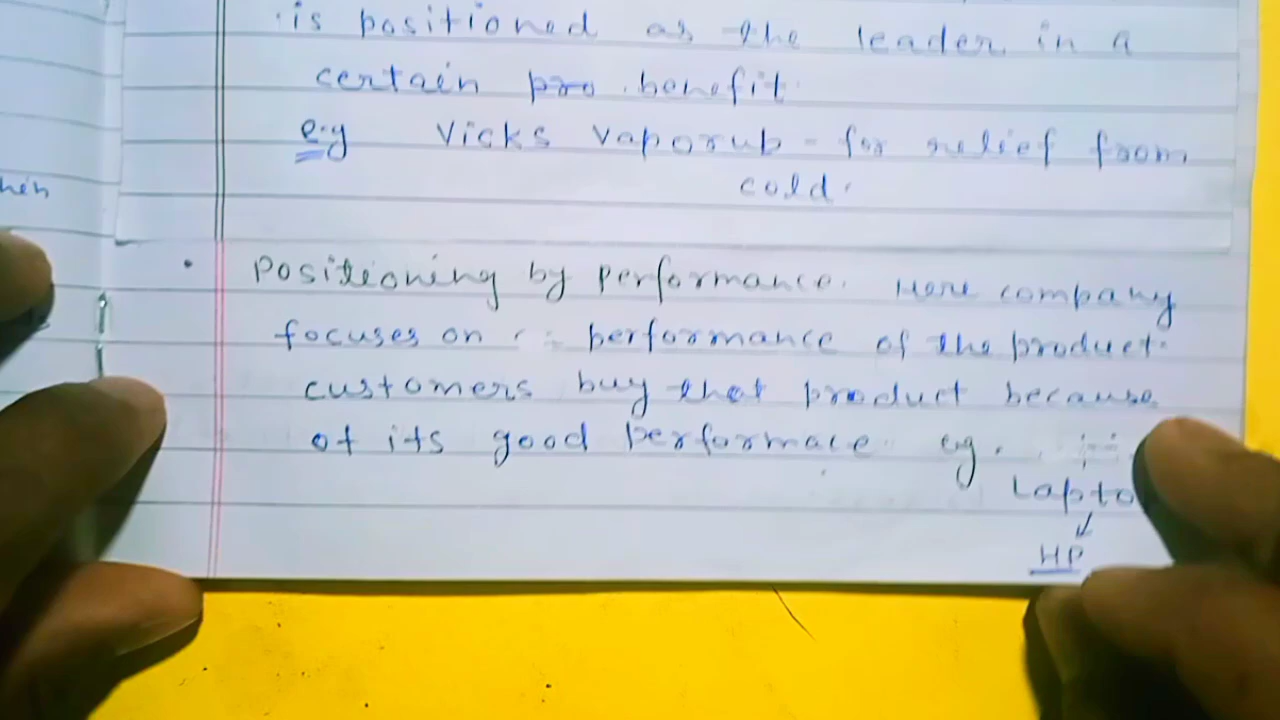 is positioned as the leader in a
certain pro benefit.
e.g Vicks Vaporub - for relief from
cold.
hen
• Positioning by performance. Here company
focuses on performance of the product.
customers buy that product because
of its good performace eg.
Lapto
HP